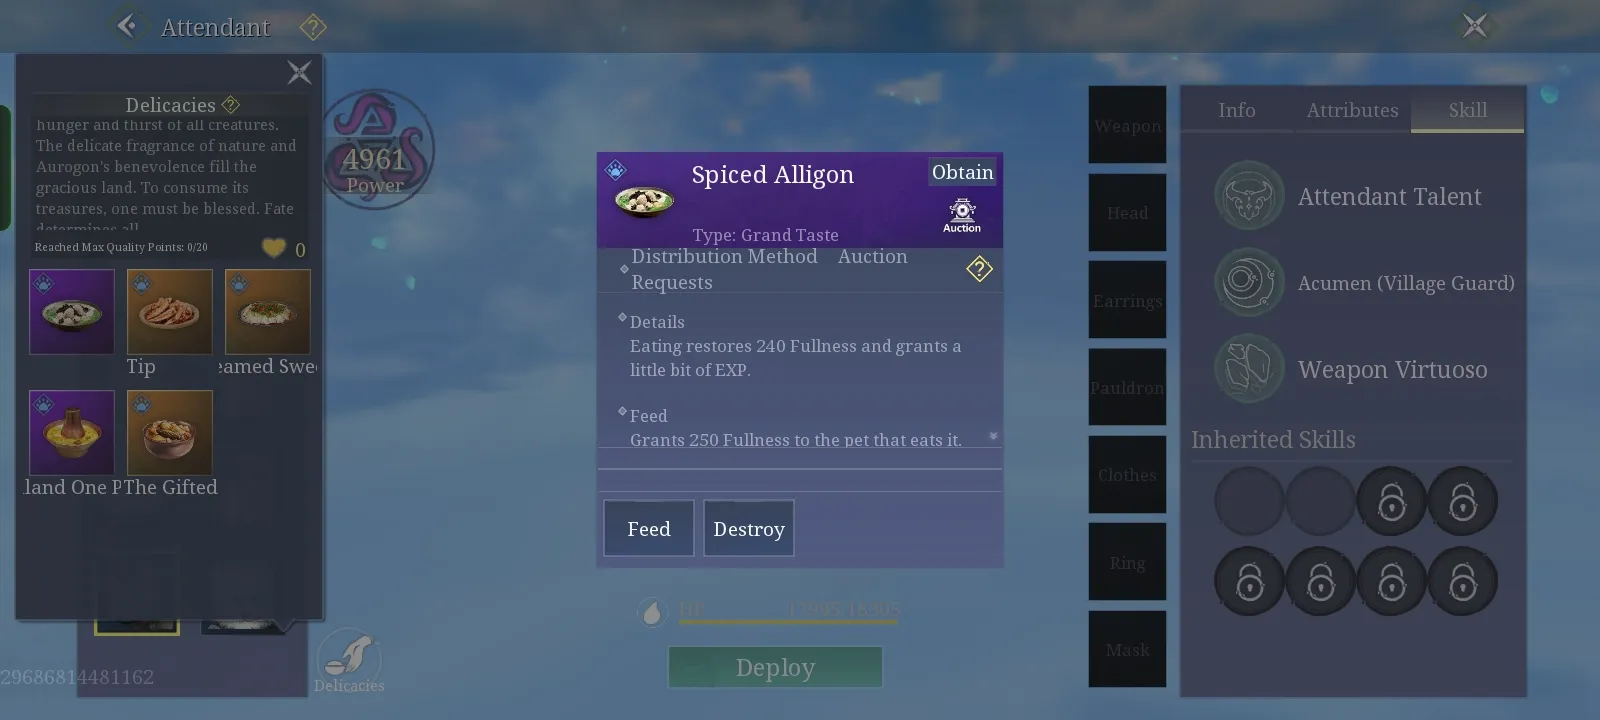 Attendant
Delicacies
hunger and thirst of all creatures.
The delicate fragrance of nature and
Aurogon's benevolence fill the
gracious land. To consume its
treasures, one must be blessed. Fate
determines all
Reached Max Quality Points: 0/20
0
Tip
eamed Swe
land One P
The Gifted
4961
Power
Spiced Alligon
Obtain
Auction
Type: Grand Taste
Distribution Method Auction
Requests
Details
Eating restores 240 Fullness and grants a
little bit of EXP.
Feed
Grants 250 Fullness to the pet that eats it.
Feed
Destroy
HP
Deploy
29686814481162
Delicacies
Weapon
Head
Earrings
Pauldron
Clothes
Ring
Mask
Info
Attributes
Skill
Attendant Talent
Acumen (Village Guard)
Weapon Virtuoso
Inherited Skills